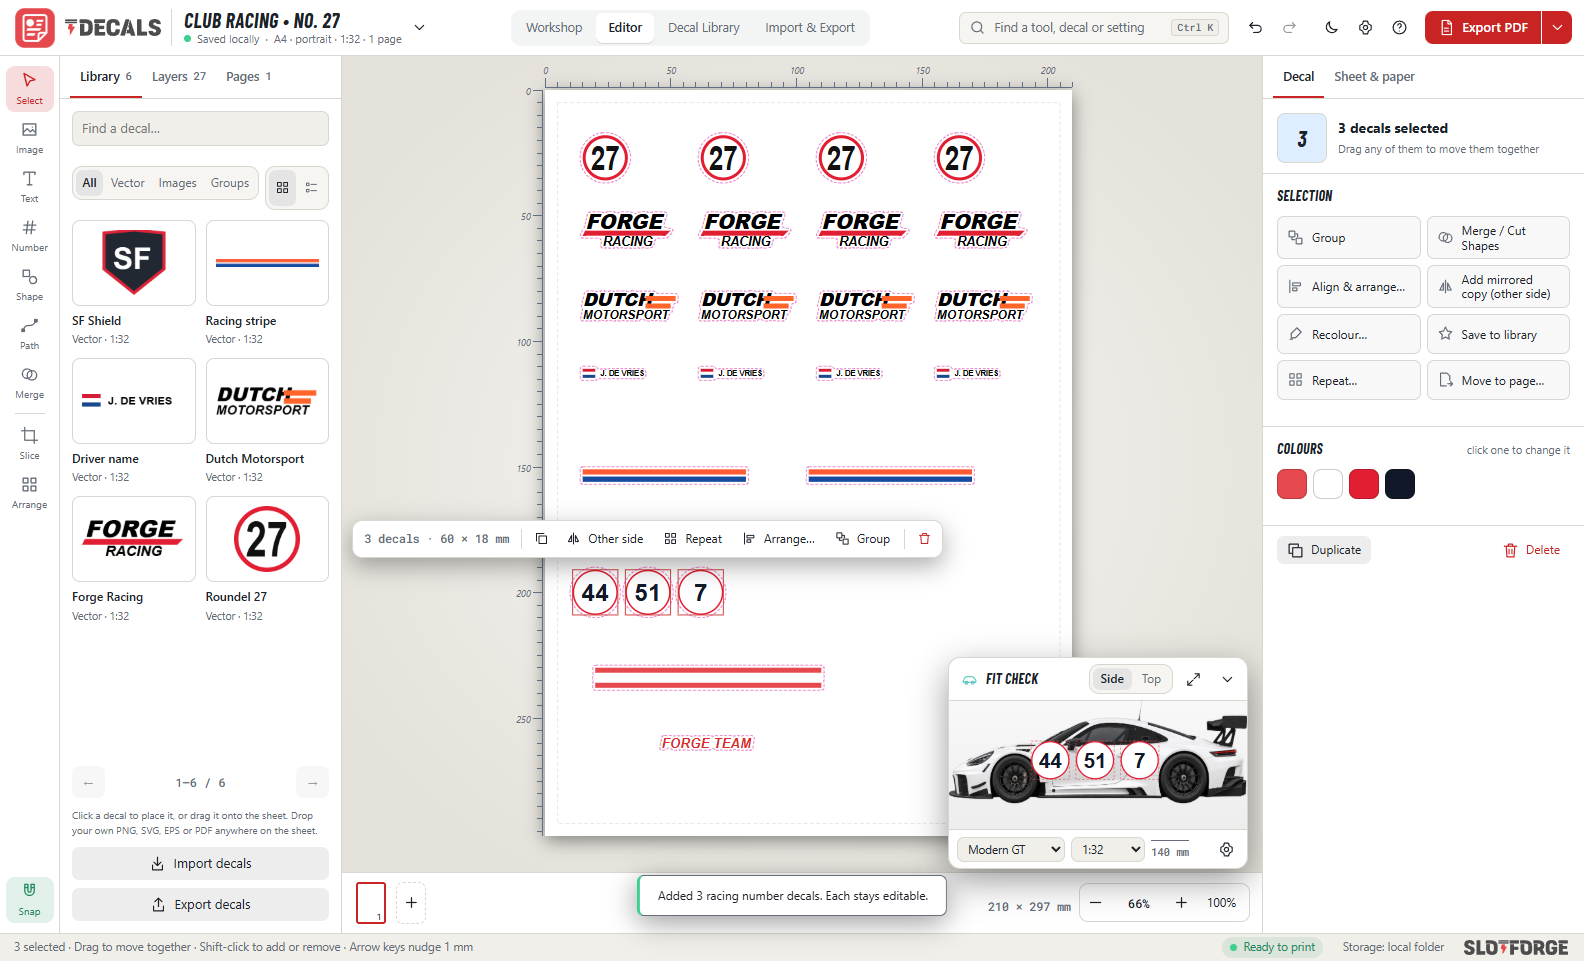 DECALS
CLUB RACING • NO. 27
Saved locally · A4 · portrait · 1:32 · 1 page
Workshop
Editor
Decal Library
Import & Export
Find a tool, decal or setting
Ctrl K
Export PDF
Select
Image
Text
Number
Shape
Path
Merge
Slice
Arrange
Snap
Library 6
Layers 27
Pages 1
Find a decal...
All
Vector
Images
Groups
SF
SF Shield
Vector · 1:32
Racing stripe
Vector · 1:32
J. DE VRIES
Driver name
Vector · 1:32
DUTCH
MOTORSPORT
Dutch Motorsport
Vector · 1:32
FORGE
RACING
Forge Racing
Vector · 1:32
27
Roundel 27
Vector · 1:32
←
1–6 / 6
→
Click a decal to place it, or drag it onto the sheet. Drop
your own PNG, SVG, EPS or PDF anywhere on the sheet.
Import decals
Export decals
0 50 100 150 200
0
50
100
150
200
250
27 27 27 27
FORGE FORGE FORGE FORGE
RACING RACING RACING RACING
DUTCH DUTCH DUTCH DUTCH
MOTORSPORT MOTORSPORT MOTORSPORT MOTORSPORT
J. DE VRIES J. DE VRIES J. DE VRIES J. DE VRIES
3 decals · 60 × 18 mm
Other side
Repeat
Arrange...
Group
44 51 7
FORGE TEAM
FIT CHECK
Side
Top
44 51 7
Modern GT
1:32
140 mm
1
+
Added 3 racing number decals. Each stays editable.
210 × 297 mm
−
66%
+
100%
Decal
Sheet & paper
3
3 decals selected
Drag any of them to move them together
SELECTION
Group
Merge / Cut
Shapes
Align & arrange...
Add mirrored
copy (other side)
Recolour...
Save to library
Repeat...
Move to page...
COLOURS
click one to change it
Duplicate
Delete
3 selected · Drag to move together · Shift-click to add or remove · Arrow keys nudge 1 mm
Ready to print
Storage: local folder
SLOTFORGE